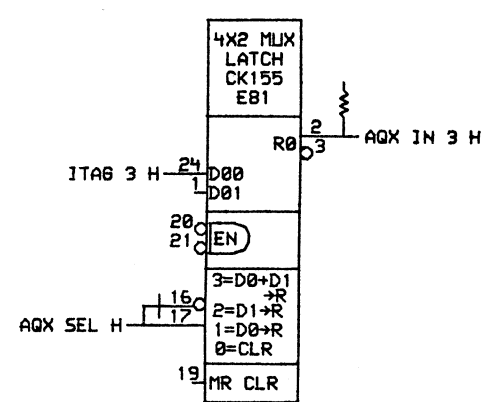 4X2 MUX
LATCH
CK155
E81
2
R0
3
AQX IN 3 H
ITAG 3 H
24
D00
1
D01
20
21
EN
16
17
AQX SEL H
3=D0+D1
→R
2=D1→R
1=D0→R
0=CLR
19
MR CLR